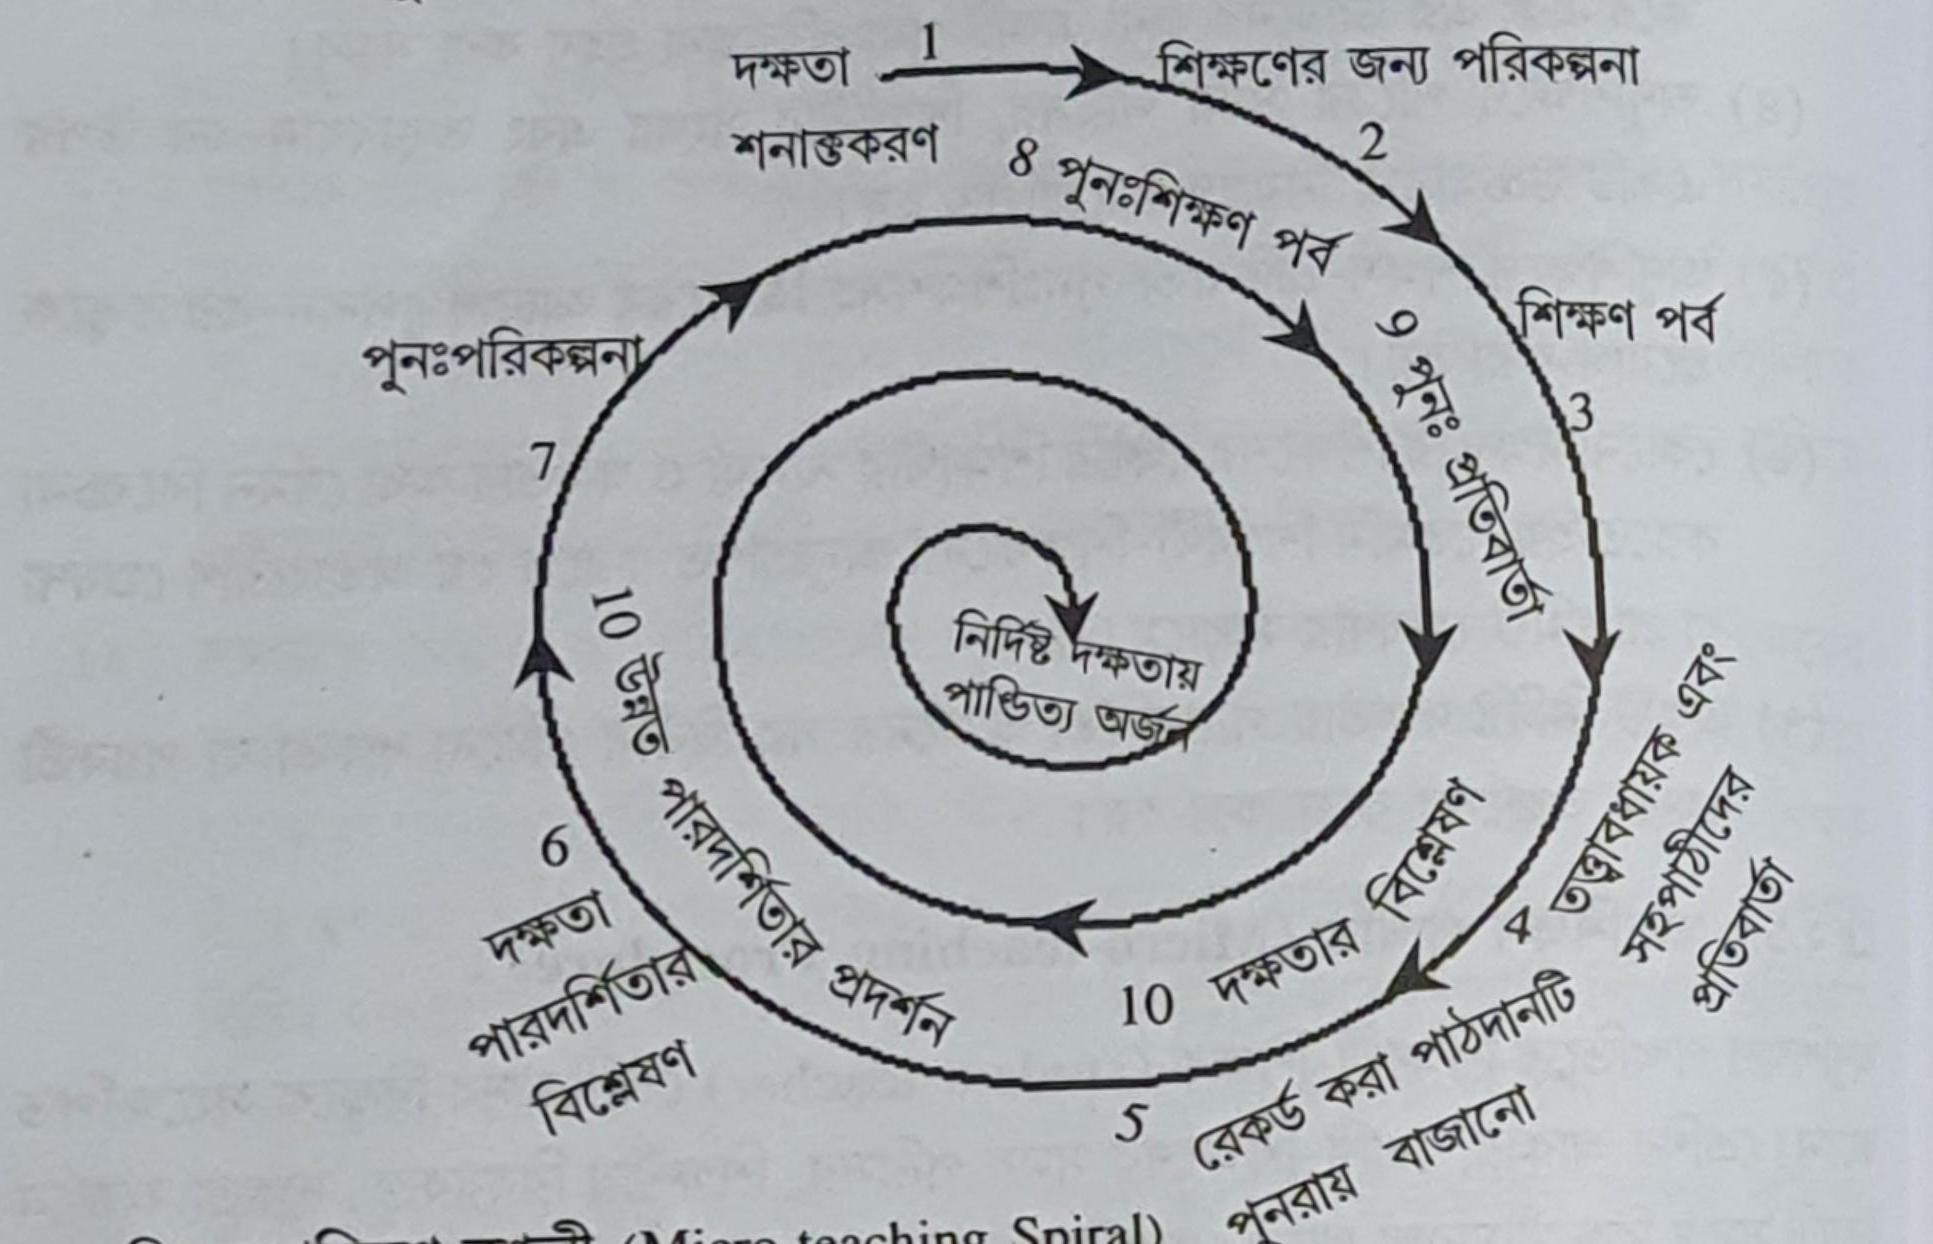 দক্ষতা
1
শিক্ষণের জন্য পরিকল্পনা
শনাক্তকরণ
2
8 পুনঃশিক্ষণ পর্ব
শিক্ষণ পর্ব
3
9 পুনঃ প্রতিবার্তা
পুনঃপরিকল্পনা
7
নির্দিষ্ট দক্ষতায়
পাণ্ডিত্য অর্জন
4 তত্ত্বাবধায়ক এবং
সহপাঠীদের
প্রতিবার্তা
10 দক্ষতার বিশ্লেষণ
10 উন্নত পারদর্শিতার প্রদর্শন
6
দক্ষতা
পারদর্শিতার
বিশ্লেষণ
5
রেকর্ড করা পাঠদানটি
পুনরায় বাজানো
(Micro teaching Spiral)